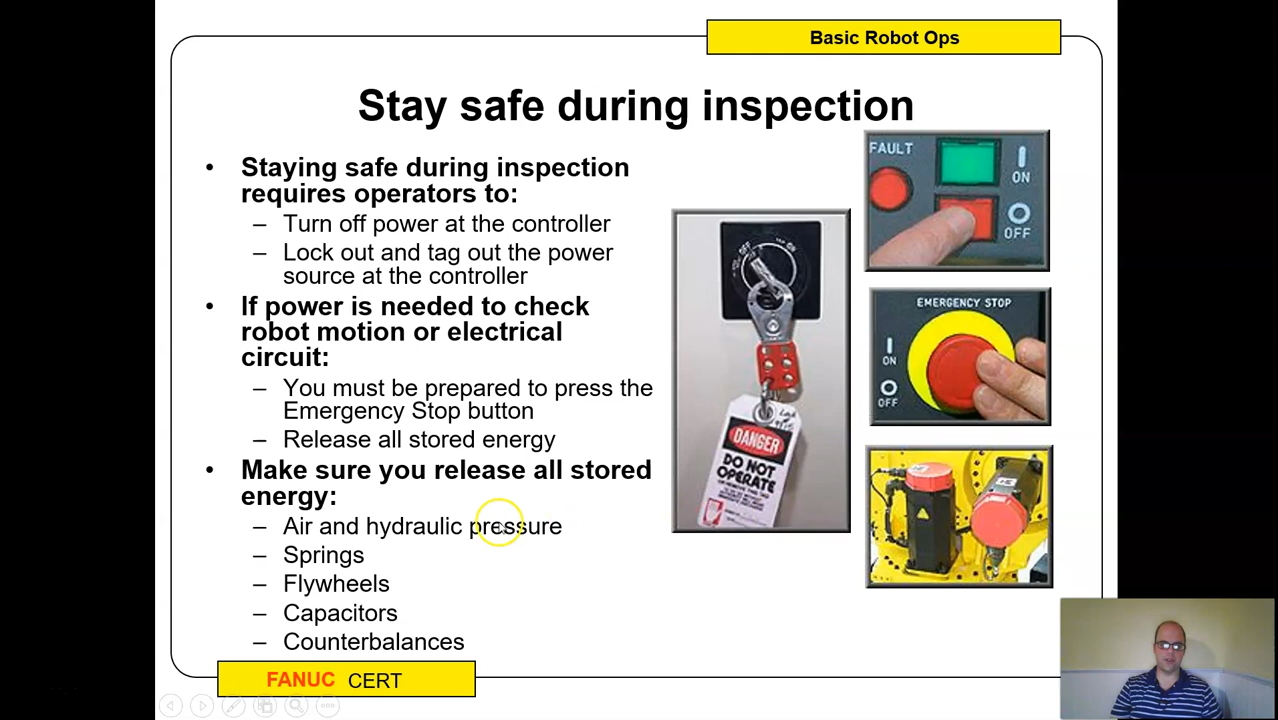 Basic Robot Ops
Stay safe during inspection
• Staying safe during inspection
requires operators to:
– Turn off power at the controller
– Lock out and tag out the power
source at the controller
• If power is needed to check
robot motion or electrical
circuit:
– You must be prepared to press the
Emergency Stop button
– Release all stored energy
• Make sure you release all stored
energy:
– Air and hydraulic pressure
– Springs
– Flywheels
– Capacitors
– Counterbalances
OFF
ON
DANGER
DO NOT
OPERATE
FAULT
ON
OFF
EMERGENCY STOP
ON
OFF
FANUC CERT